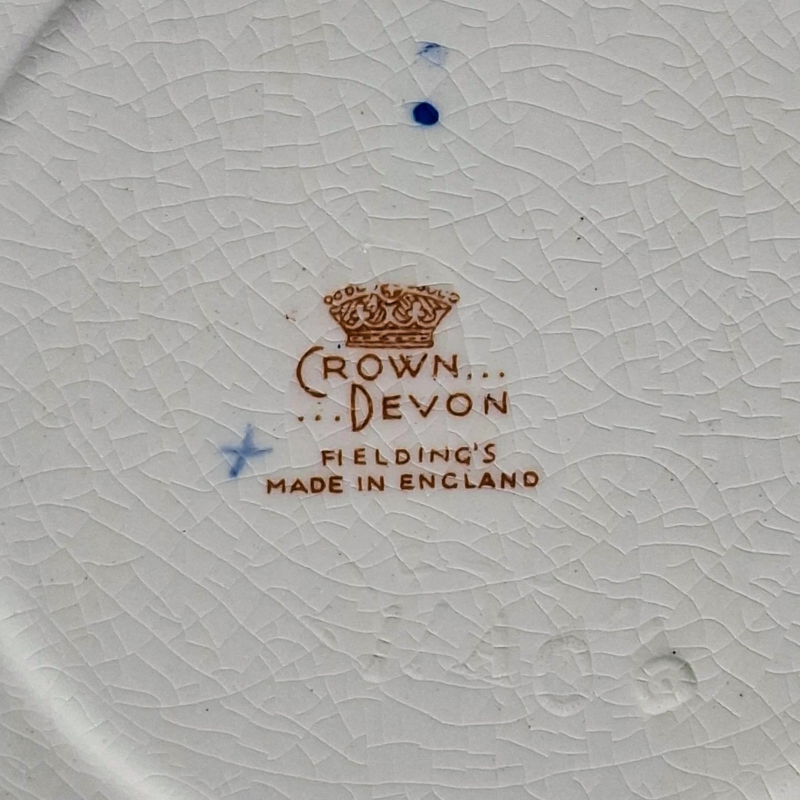 CROWN...
...DEVON
FIELDING'S
MADE IN ENGLAND